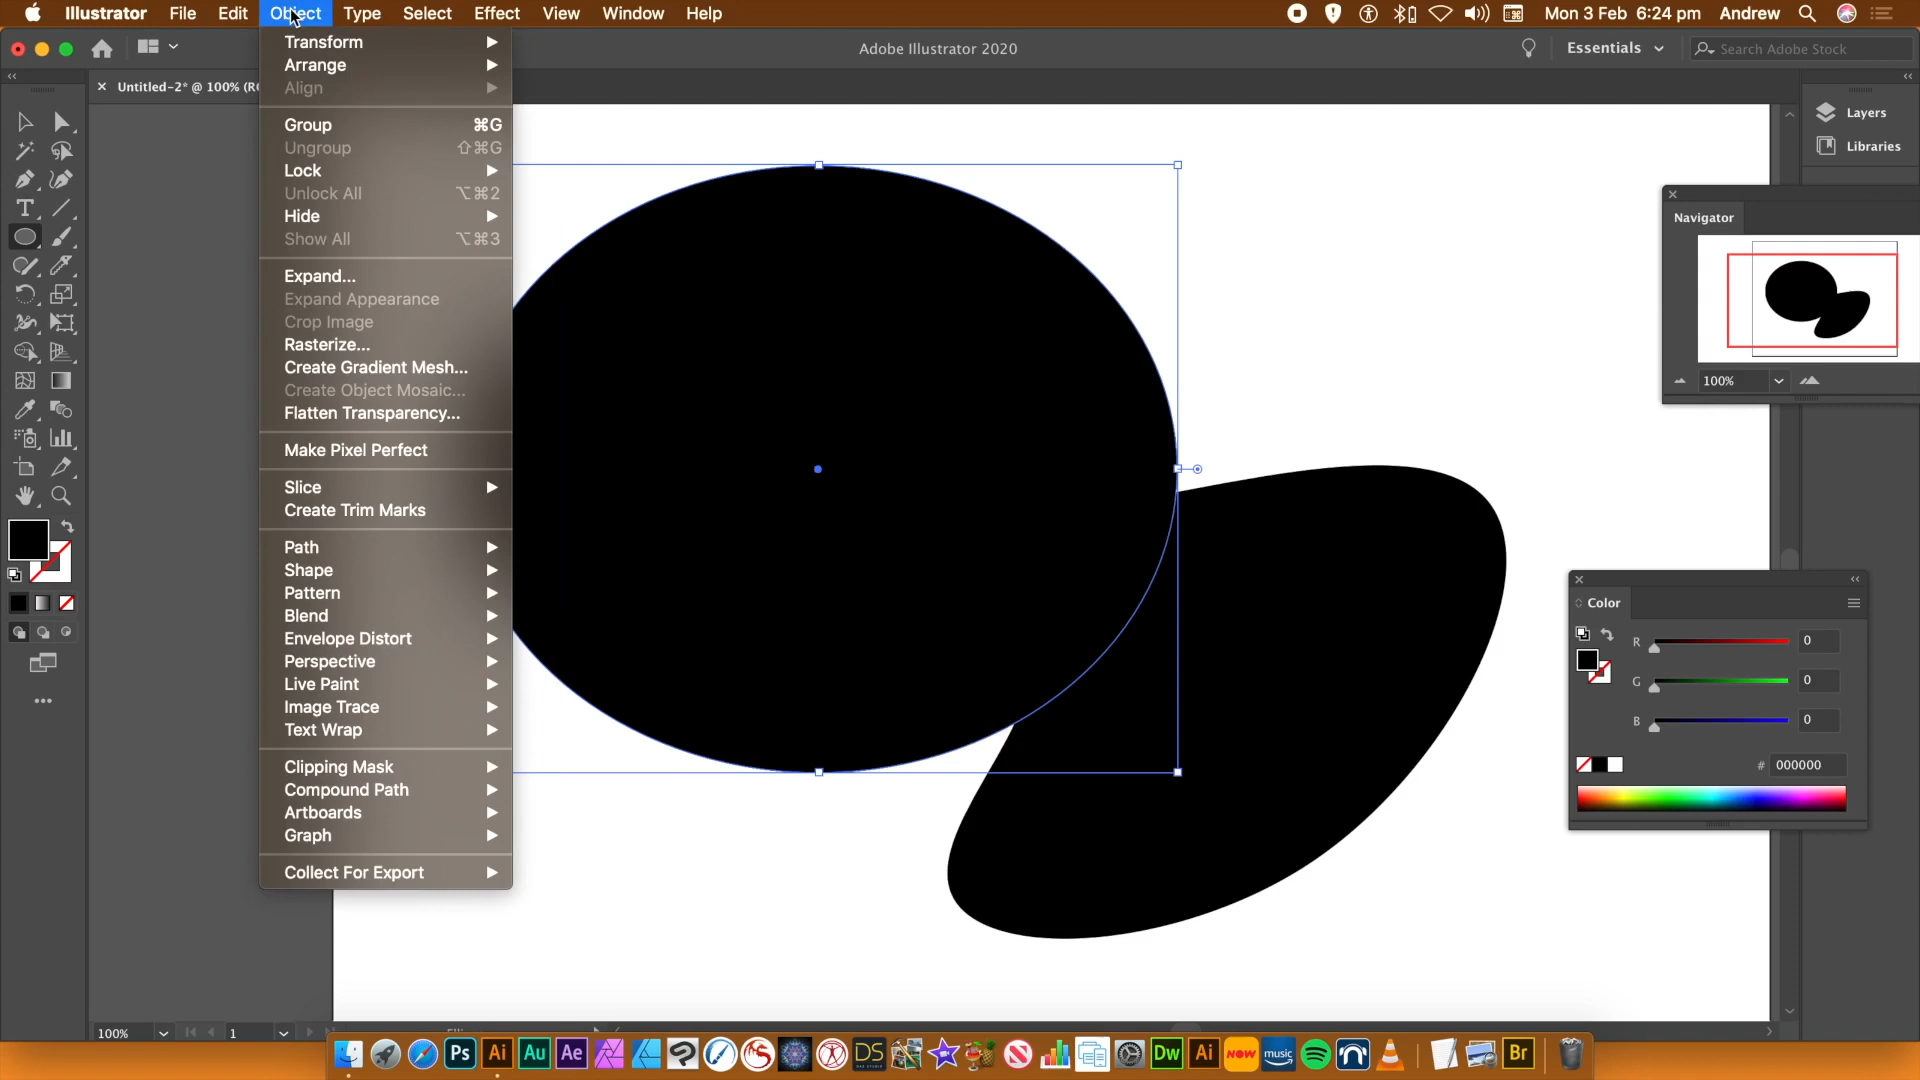 Illustrator File Edit Object Type Select Effect View Window Help Mon 3 Feb 6:24 pm Andrew
Adobe Illustrator 2020 Essentials Search Adobe Stock
× Untitled-2* @ 100% (R
Transform
Arrange
Align
Group ⌘G
Ungroup ⇧⌘G
Lock
Unlock All ⌥⌘2
Hide
Show All ⌥⌘3
Expand...
Expand Appearance
Crop Image
Rasterize...
Create Gradient Mesh...
Create Object Mosaic...
Flatten Transparency...
Make Pixel Perfect
Slice
Create Trim Marks
Path
Shape
Pattern
Blend
Envelope Distort
Perspective
Live Paint
Image Trace
Text Wrap
Clipping Mask
Compound Path
Artboards
Graph
Collect For Export
Layers
Libraries
Navigator
100%
Color
R 0
G 0
B 0
# 000000
100% 1
Ps Ai Au Ae DS Dw Ai NOW music Br